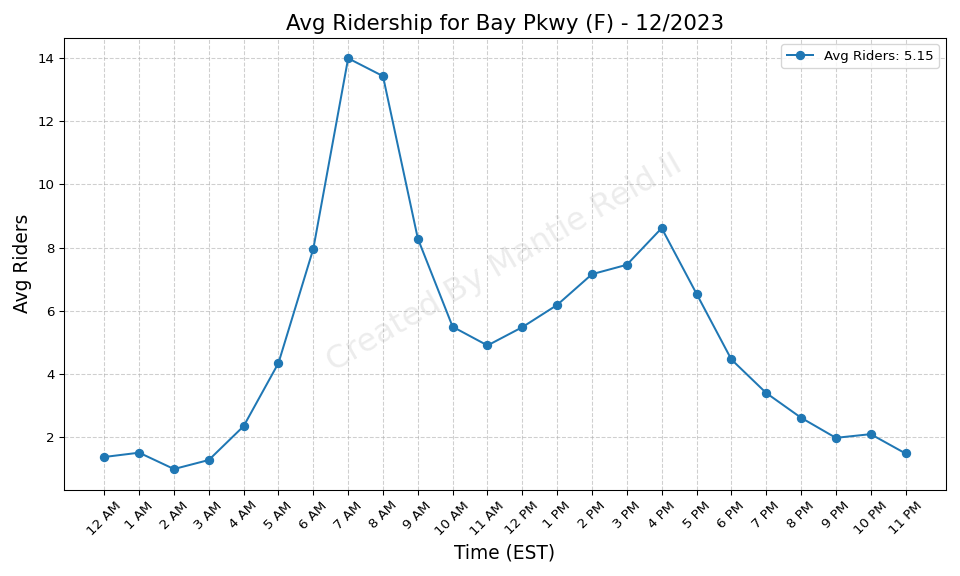 Avg Ridership for Bay Pkwy (F) - 12/2023
Avg Riders: 5.15
Avg Riders
14
12
10
8
6
4
2
Created By Mantie Reid II
12 AM
1 AM
2 AM
3 AM
4 AM
5 AM
6 AM
7 AM
8 AM
9 AM
10 AM
11 AM
12 PM
1 PM
2 PM
3 PM
4 PM
5 PM
6 PM
7 PM
8 PM
9 PM
10 PM
11 PM
Time (EST)